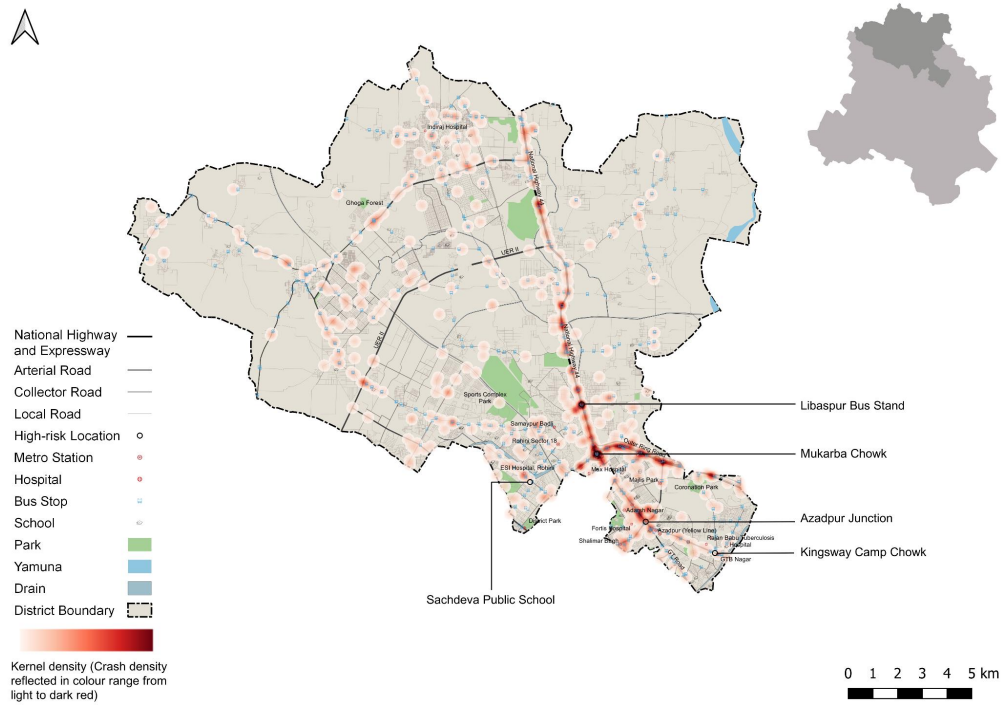 Indiraj Hospital
National Highway 44
Ghoga Forest
UER II
National Highway 44
UER II
Sports Complex
Park
Samaypur Badli
Rohini Sector 18
Outer Ring Road
ESI Hospital, Rohini
Max Hospital
Malis Park
Coronation Park
District Park
Adarsh Nagar
Fortis Hospital
Azadpur (Yellow Line)
Shalimar Bagh
Rajan Babu Tuberculosis
Hospital
GTB Nagar
GT Road
Libaspur Bus Stand
Mukarba Chowk
Azadpur Junction
Kingsway Camp Chowk
Sachdeva Public School
National Highway
and Expressway
Arterial Road
Collector Road
Local Road
High-risk Location
Metro Station
Hospital
Bus Stop
School
Park
Yamuna
Drain
District Boundary
Kernel density (Crash density
reflected in colour range from
light to dark red)
0 1 2 3 4 5 km